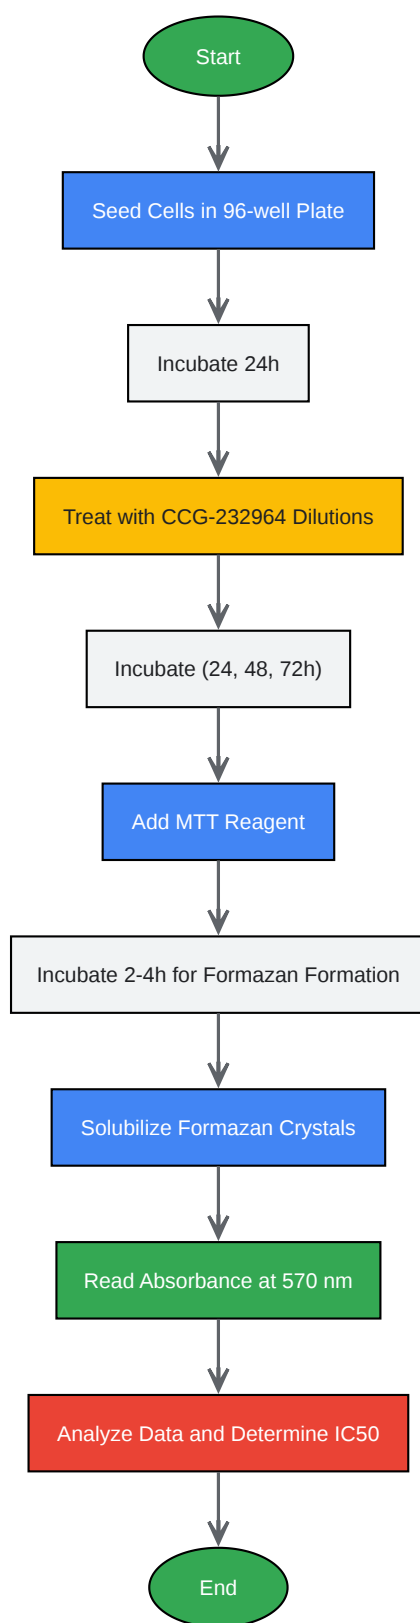 Start
Seed Cells in 96-well Plate
Incubate 24h
Treat with CCG-232964 Dilutions
Incubate (24, 48, 72h)
Add MTT Reagent
Incubate 2-4h for Formazan Formation
Solubilize Formazan Crystals
Read Absorbance at 570 nm
Analyze Data and Determine IC50
End